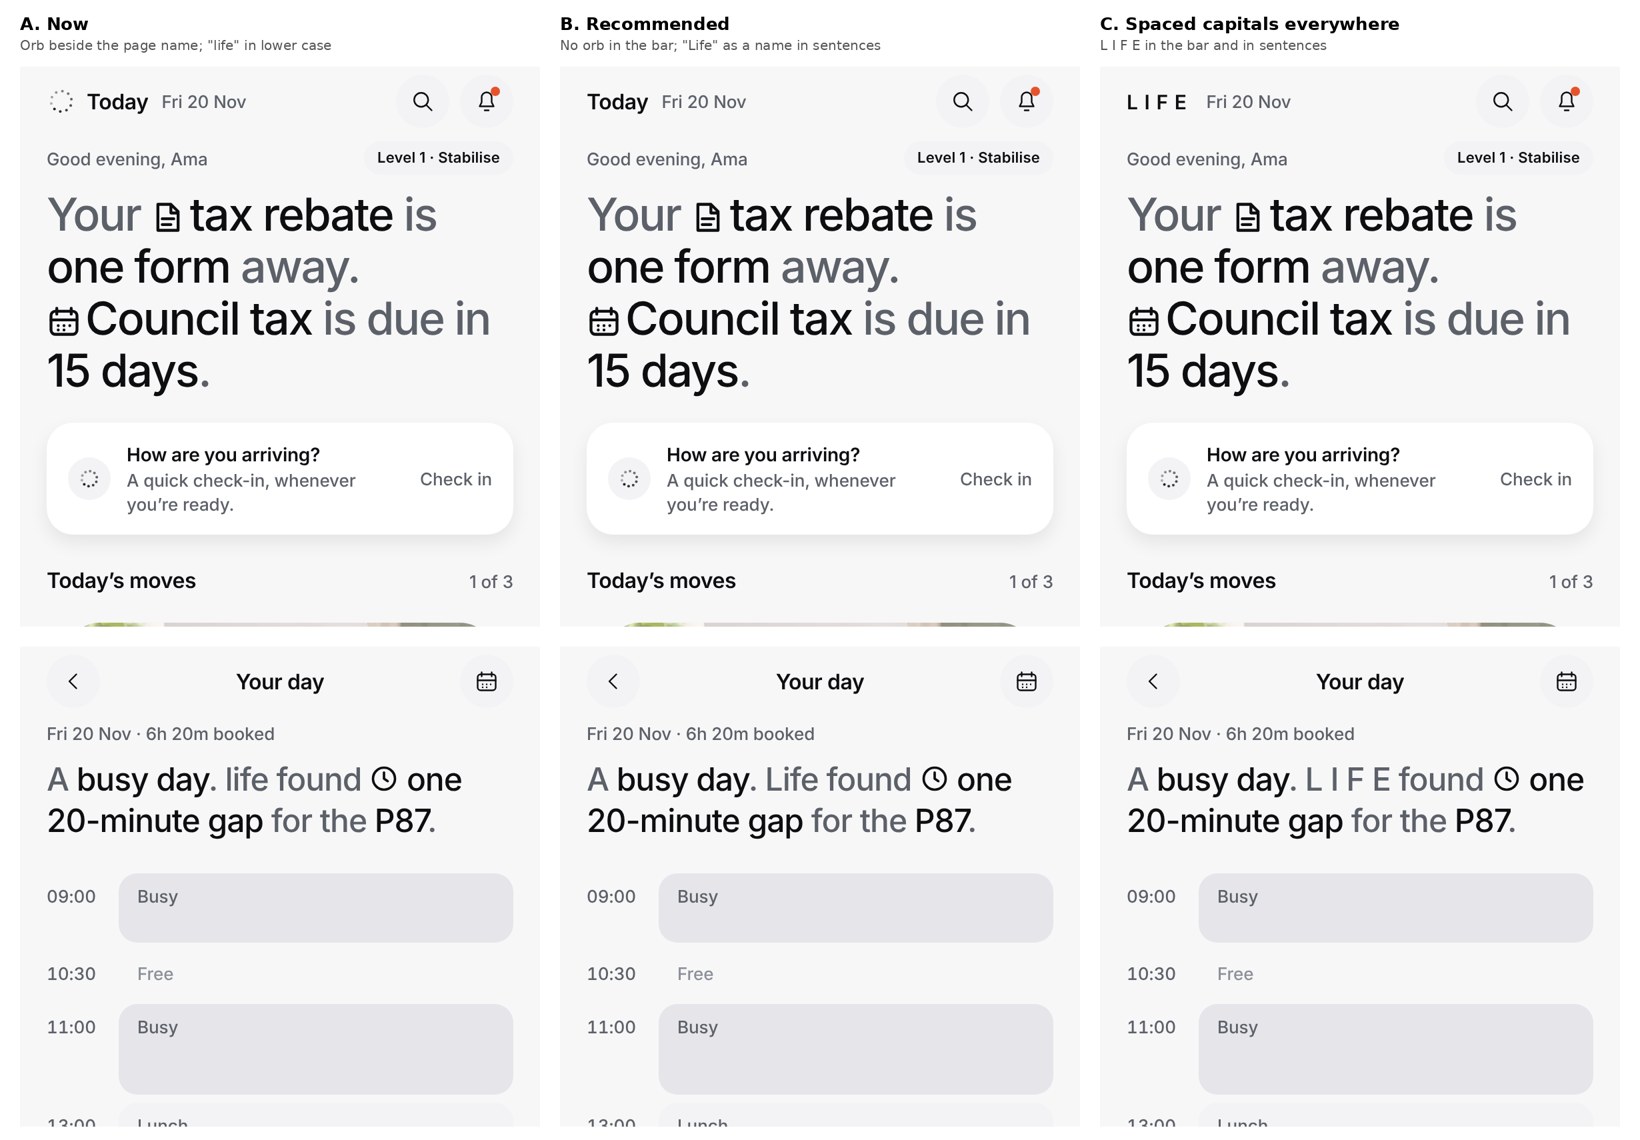 A. Now
Orb beside the page name; "life" in lower case
Today Fri 20 Nov
Good evening, Ama
Level 1 · Stabilise
Your tax rebate is
one form away.
Council tax is due in
15 days.
How are you arriving?
A quick check-in, whenever
you’re ready.
Check in
Today’s moves
1 of 3
Your day
Fri 20 Nov · 6h 20m booked
A busy day. life found one
20-minute gap for the P87.
09:00 Busy
10:30 Free
11:00 Busy
13:00 Lunch
B. Recommended
No orb in the bar; "Life" as a name in sentences
Today Fri 20 Nov
Good evening, Ama
Level 1 · Stabilise
Your tax rebate is
one form away.
Council tax is due in
15 days.
How are you arriving?
A quick check-in, whenever
you’re ready.
Check in
Today’s moves
1 of 3
Your day
Fri 20 Nov · 6h 20m booked
A busy day. Life found one
20-minute gap for the P87.
09:00 Busy
10:30 Free
11:00 Busy
13:00 Lunch
C. Spaced capitals everywhere
L I F E in the bar and in sentences
L I F E Fri 20 Nov
Good evening, Ama
Level 1 · Stabilise
Your tax rebate is
one form away.
Council tax is due in
15 days.
How are you arriving?
A quick check-in, whenever
you’re ready.
Check in
Today’s moves
1 of 3
Your day
Fri 20 Nov · 6h 20m booked
A busy day. L I F E found one
20-minute gap for the P87.
09:00 Busy
10:30 Free
11:00 Busy
13:00 Lunch